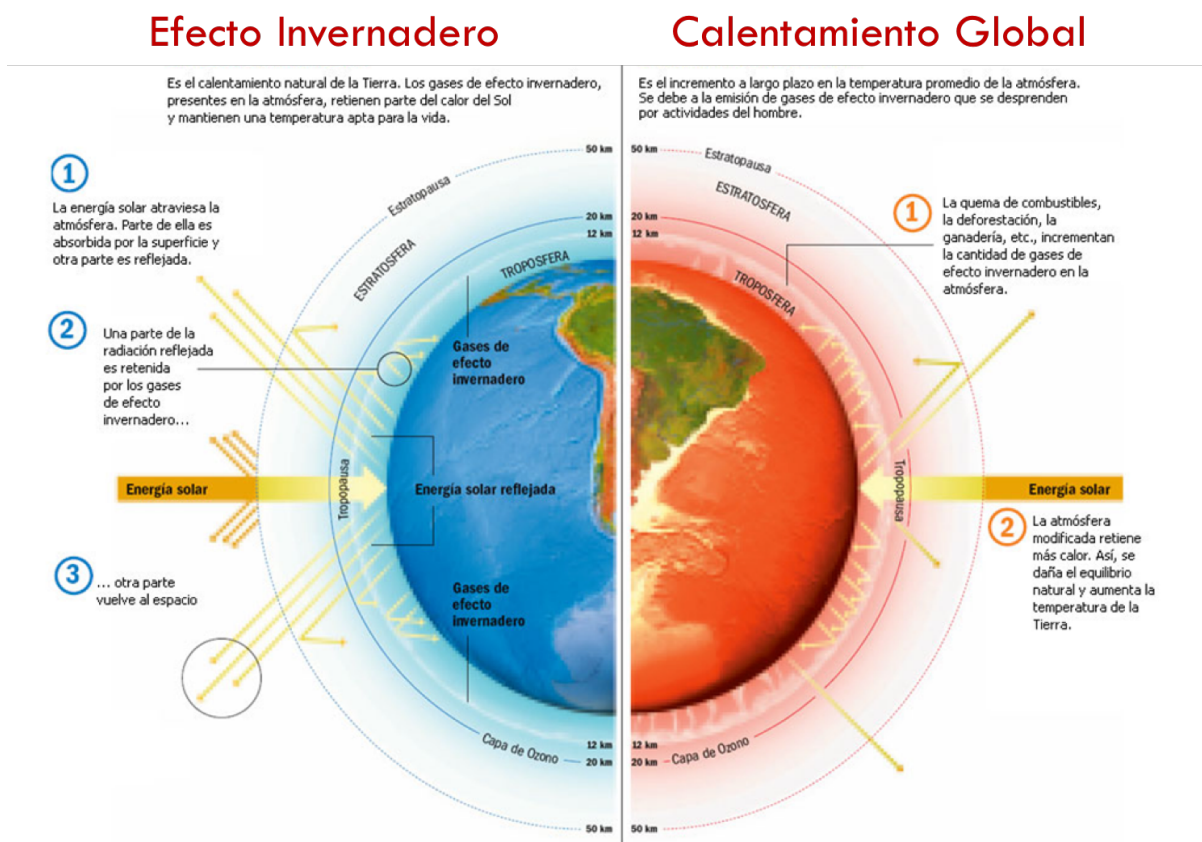 Efecto Invernadero
Es el calentamiento natural de la Tierra. Los gases de efecto invernadero,
presentes en la atmósfera, retienen parte del calor del Sol
y mantienen una temperatura apta para la vida.
50 km
Estratopausa
20 km
12 km
ESTRATOSFERA
TROPOSFERA
1
La energía solar atraviesa la
atmósfera. Parte de ella es
absorbida por la superficie y
otra parte es reflejada.
2
Una parte de la
radiación reflejada
es retenida
por los gases
de efecto
invernadero...
Gases de
efecto
invernadero
Energía solar
Tropopausa
Energía solar reflejada
3
... otra parte
vuelve al espacio
Gases de
efecto
invernadero
Capa de Ozono
12 km
20 km
50 km
Calentamiento Global
Es el incremento a largo plazo en la temperatura promedio de la atmósfera.
Se debe a la emisión de gases de efecto invernadero que se desprenden
por actividades del hombre.
50 km
Estratopausa
ESTRATOSFERA
20 km
12 km
TROPOSFERA
1
La quema de combustibles,
la deforestación, la
ganadería, etc., incrementan
la cantidad de gases de
efecto invernadero en la
atmósfera.
Tropopausa
Energía solar
2
La atmósfera
modificada retiene
más calor. Así, se
daña el equilibrio
natural y aumenta la
temperatura de la
Tierra.
12 km
20 km
Capa de Ozono
50 km